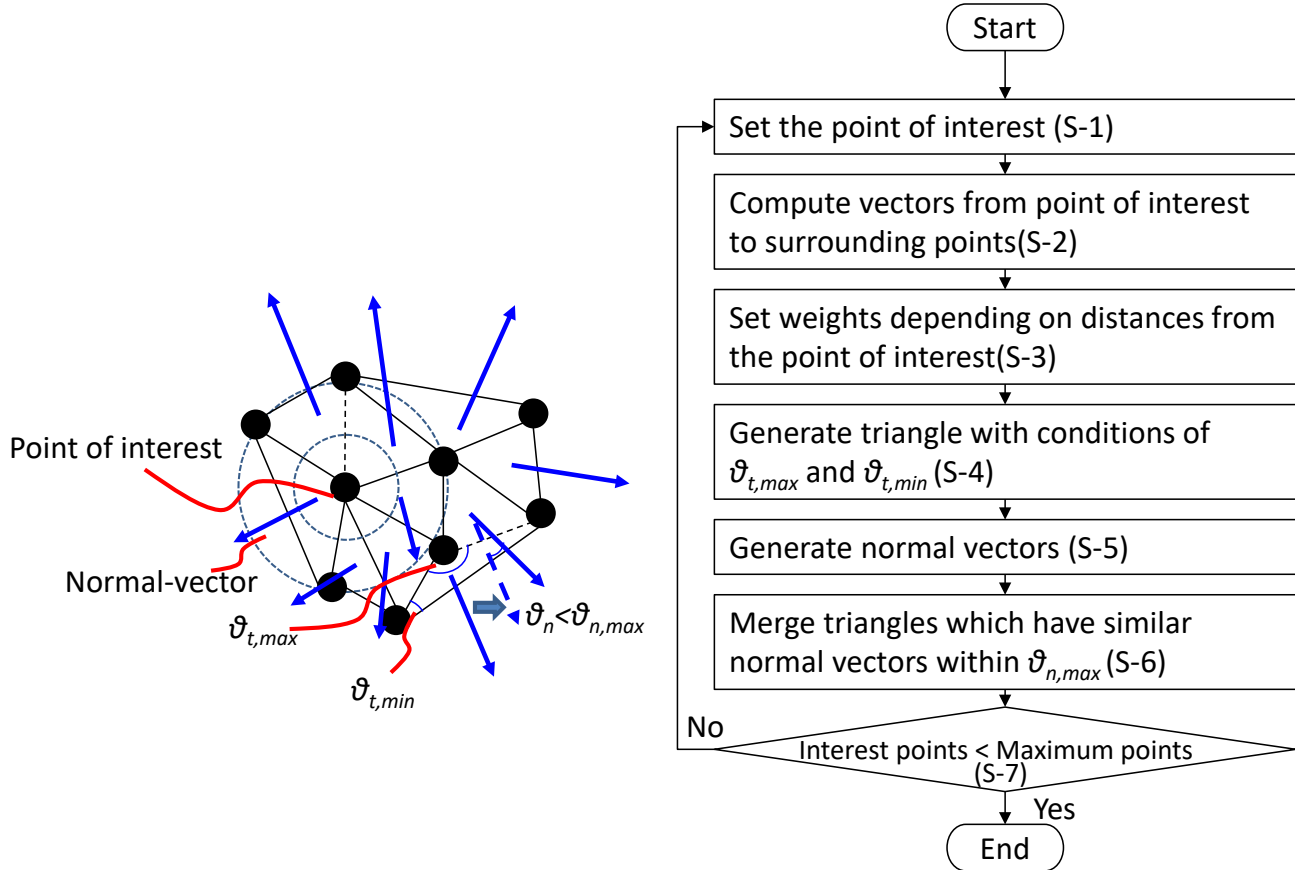 Point of interest
Normal-vector
ϑt,max
ϑt,min
ϑn<ϑn,max
Start
Set the point of interest (S-1)
Compute vectors from point of interest
to surrounding points(S-2)
Set weights depending on distances from
the point of interest(S-3)
Generate triangle with conditions of
ϑt,max and ϑt,min (S-4)
Generate normal vectors (S-5)
Merge triangles which have similar
normal vectors within ϑn,max (S-6)
No
Interest points < Maximum points
(S-7)
Yes
End